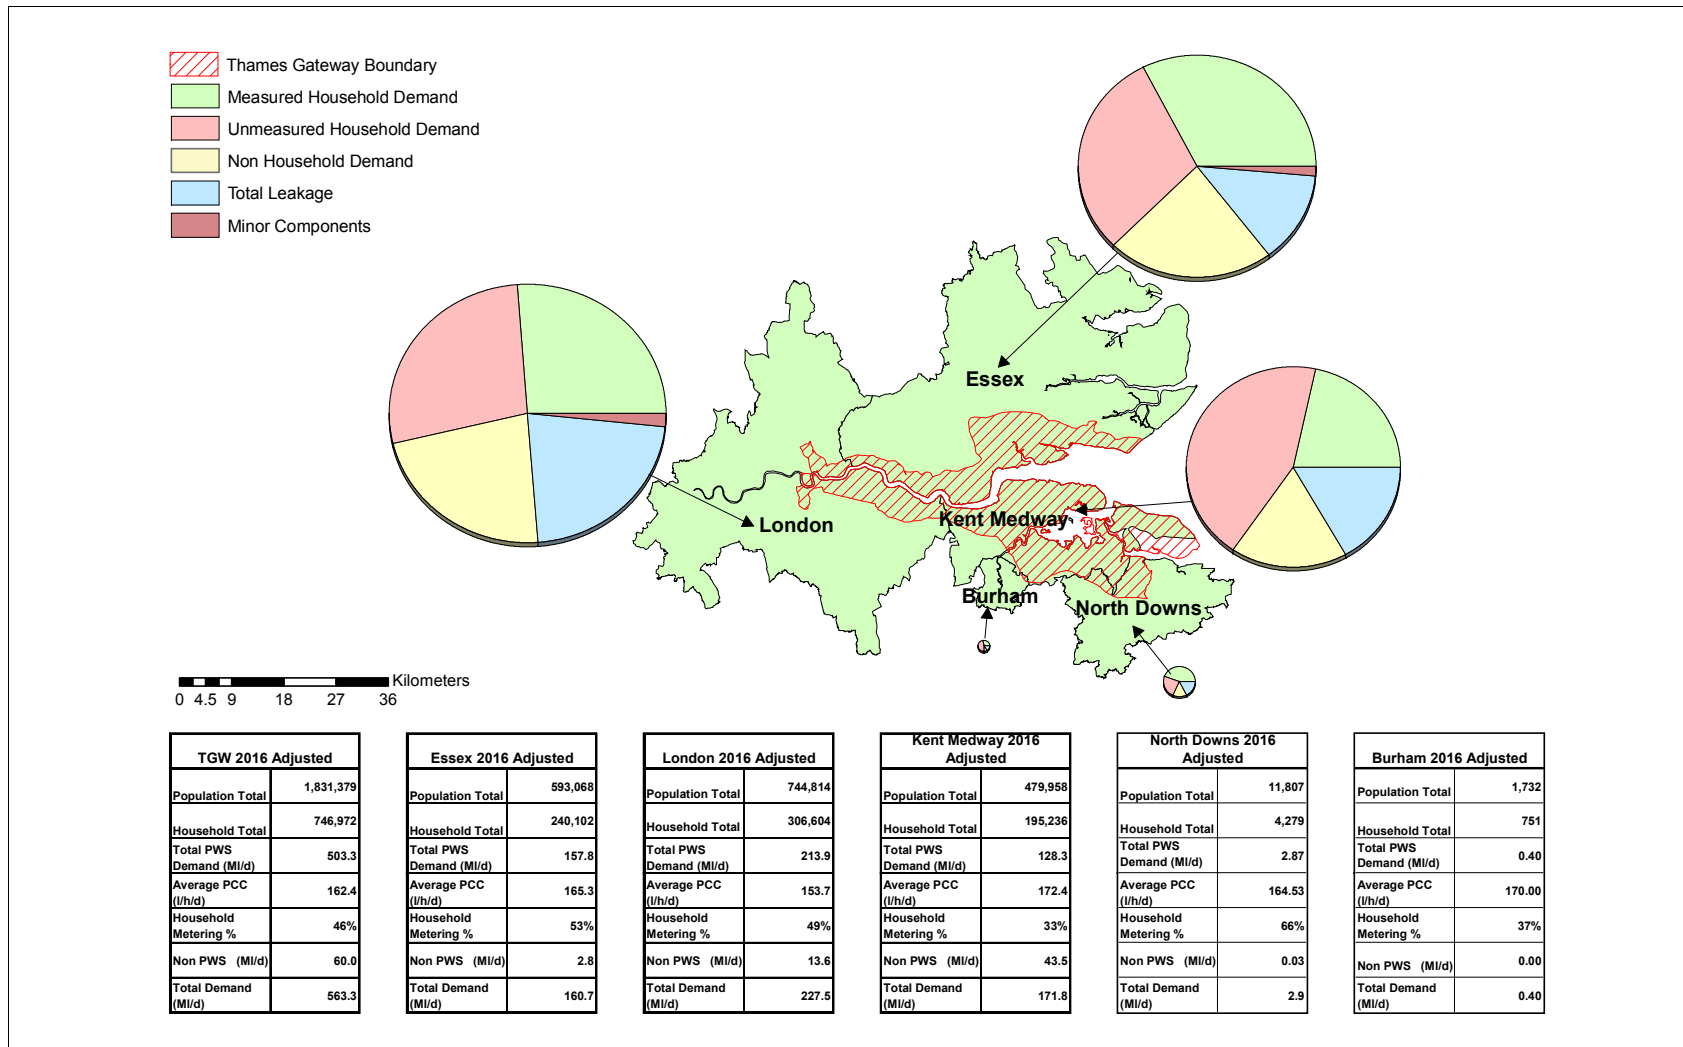 Thames Gateway Boundary
Measured Household Demand
Unmeasured Household Demand
Non Household Demand
Total Leakage
Minor Components
Essex
London
Kent Medway
Burham
North Downs
Kilometers
0 4.5 9 18 27 36
TGW 2016 Adjusted
Population Total 1,831,379
Household Total 746,972
Total PWS
Demand (Ml/d) 503.3
Average PCC
(l/h/d) 162.4
Household
Metering % 46%
Non PWS (Ml/d) 60.0
Total Demand
(Ml/d) 563.3
Essex 2016 Adjusted
Population Total 593,068
Household Total 240,102
Total PWS
Demand (Ml/d) 157.8
Average PCC
(l/h/d) 165.3
Household
Metering % 53%
Non PWS (Ml/d) 2.8
Total Demand
(Ml/d) 160.7
London 2016 Adjusted
Population Total 744,814
Household Total 306,604
Total PWS
Demand (Ml/d) 213.9
Average PCC
(l/h/d) 153.7
Household
Metering % 49%
Non PWS (Ml/d) 13.6
Total Demand
(Ml/d) 227.5
Kent Medway 2016
Adjusted
Population Total 479,958
Household Total 195,236
Total PWS
Demand (Ml/d) 128.3
Average PCC
(l/h/d) 172.4
Household
Metering % 33%
Non PWS (Ml/d) 43.5
Total Demand
(Ml/d) 171.8
North Downs 2016
Adjusted
Population Total 11,807
Household Total 4,279
Total PWS
Demand (Ml/d) 2.87
Average PCC
(l/h/d) 164.53
Household
Metering % 66%
Non PWS (Ml/d) 0.03
Total Demand
(Ml/d) 2.9
Burham 2016 Adjusted
Population Total 1,732
Household Total 751
Total PWS
Demand (Ml/d) 0.40
Average PCC
(l/h/d) 170.00
Household
Metering % 37%
Non PWS (Ml/d) 0.00
Total Demand
(Ml/d) 0.40